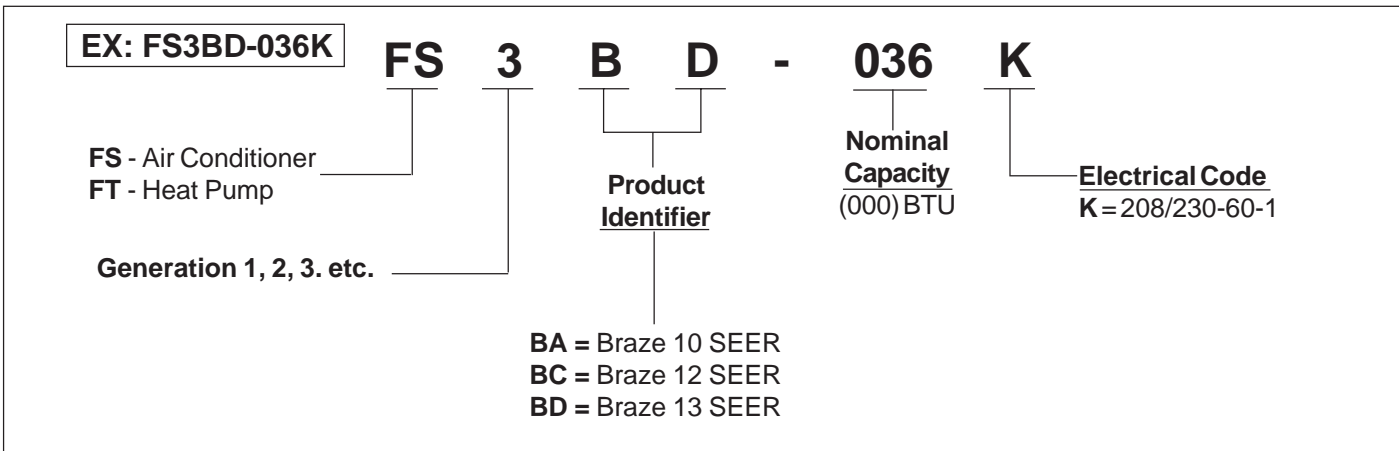 EX: FS3BD-036K
FS 3 B D - 036 K
FS - Air Conditioner
FT - Heat Pump
Generation 1, 2, 3. etc.
Product
Identifier
BA = Braze 10 SEER
BC = Braze 12 SEER
BD = Braze 13 SEER
Nominal
Capacity
(000) BTU
Electrical Code
K = 208/230-60-1